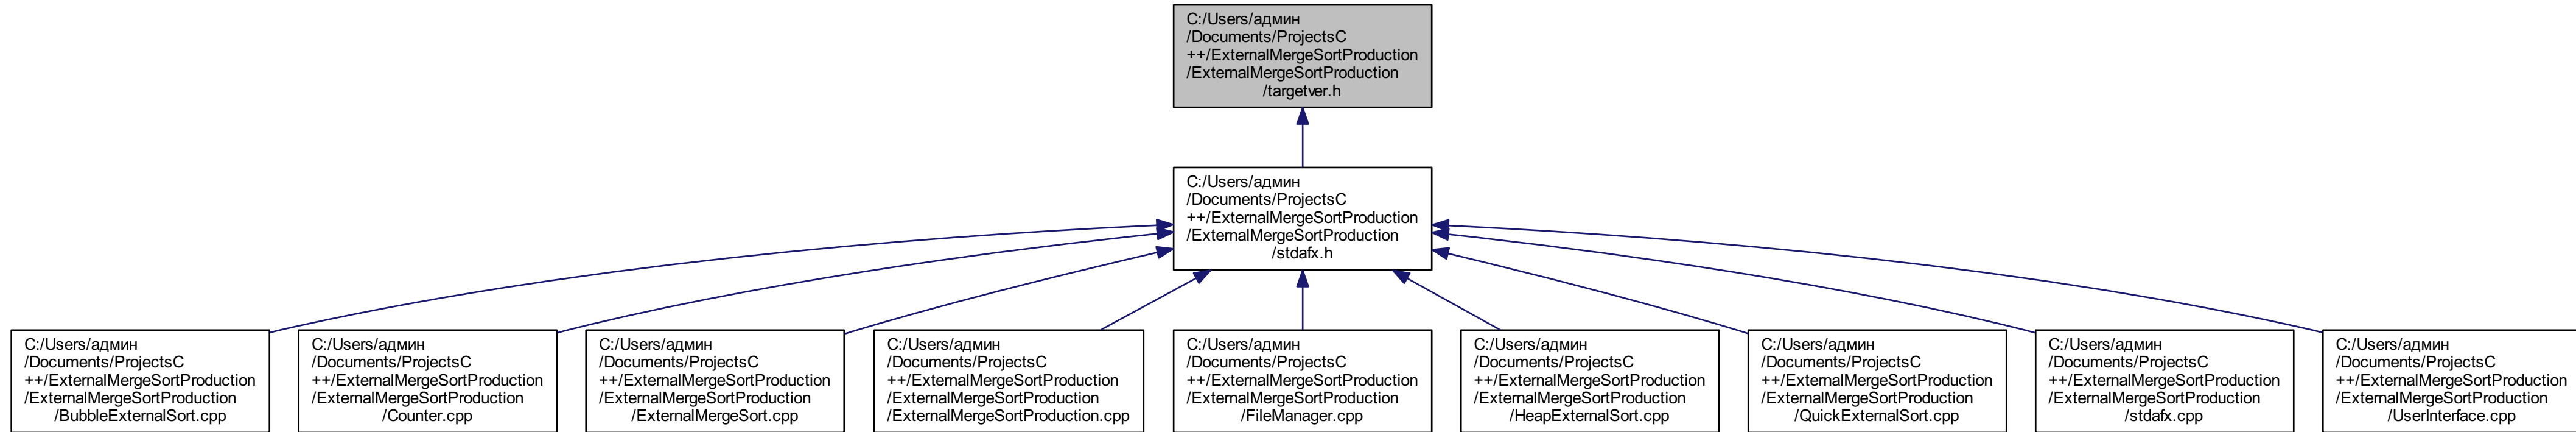 C:/Users/админ
/Documents/ProjectsC
++/ExternalMergeSortProduction
/ExternalMergeSortProduction
/targetver.h
C:/Users/админ
/Documents/ProjectsC
++/ExternalMergeSortProduction
/ExternalMergeSortProduction
/stdafx.h
C:/Users/админ
/Documents/ProjectsC
++/ExternalMergeSortProduction
/ExternalMergeSortProduction
/BubbleExternalSort.cpp
C:/Users/админ
/Documents/ProjectsC
++/ExternalMergeSortProduction
/ExternalMergeSortProduction
/Counter.cpp
C:/Users/админ
/Documents/ProjectsC
++/ExternalMergeSortProduction
/ExternalMergeSortProduction
/ExternalMergeSort.cpp
C:/Users/админ
/Documents/ProjectsC
++/ExternalMergeSortProduction
/ExternalMergeSortProduction
/ExternalMergeSortProduction.cpp
C:/Users/админ
/Documents/ProjectsC
++/ExternalMergeSortProduction
/ExternalMergeSortProduction
/FileManager.cpp
C:/Users/админ
/Documents/ProjectsC
++/ExternalMergeSortProduction
/ExternalMergeSortProduction
/HeapExternalSort.cpp
C:/Users/админ
/Documents/ProjectsC
++/ExternalMergeSortProduction
/ExternalMergeSortProduction
/QuickExternalSort.cpp
C:/Users/админ
/Documents/ProjectsC
++/ExternalMergeSortProduction
/ExternalMergeSortProduction
/stdafx.cpp
C:/Users/админ
/Documents/ProjectsC
++/ExternalMergeSortProduction
/ExternalMergeSortProduction
/UserInterface.cpp